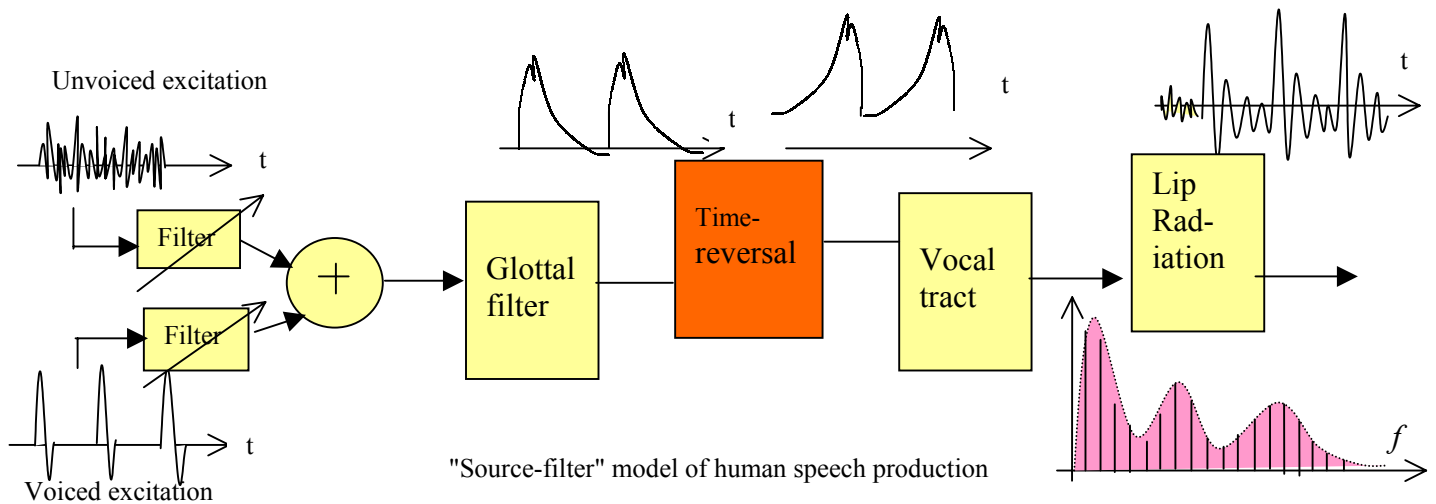 Unvoiced excitation
t
Filter
+
Filter
t
Voiced excitation
Glottal
filter
t
Time-
reversal
t
Vocal
tract
Lip
Rad-
iation
t
f
"Source-filter" model of human speech production